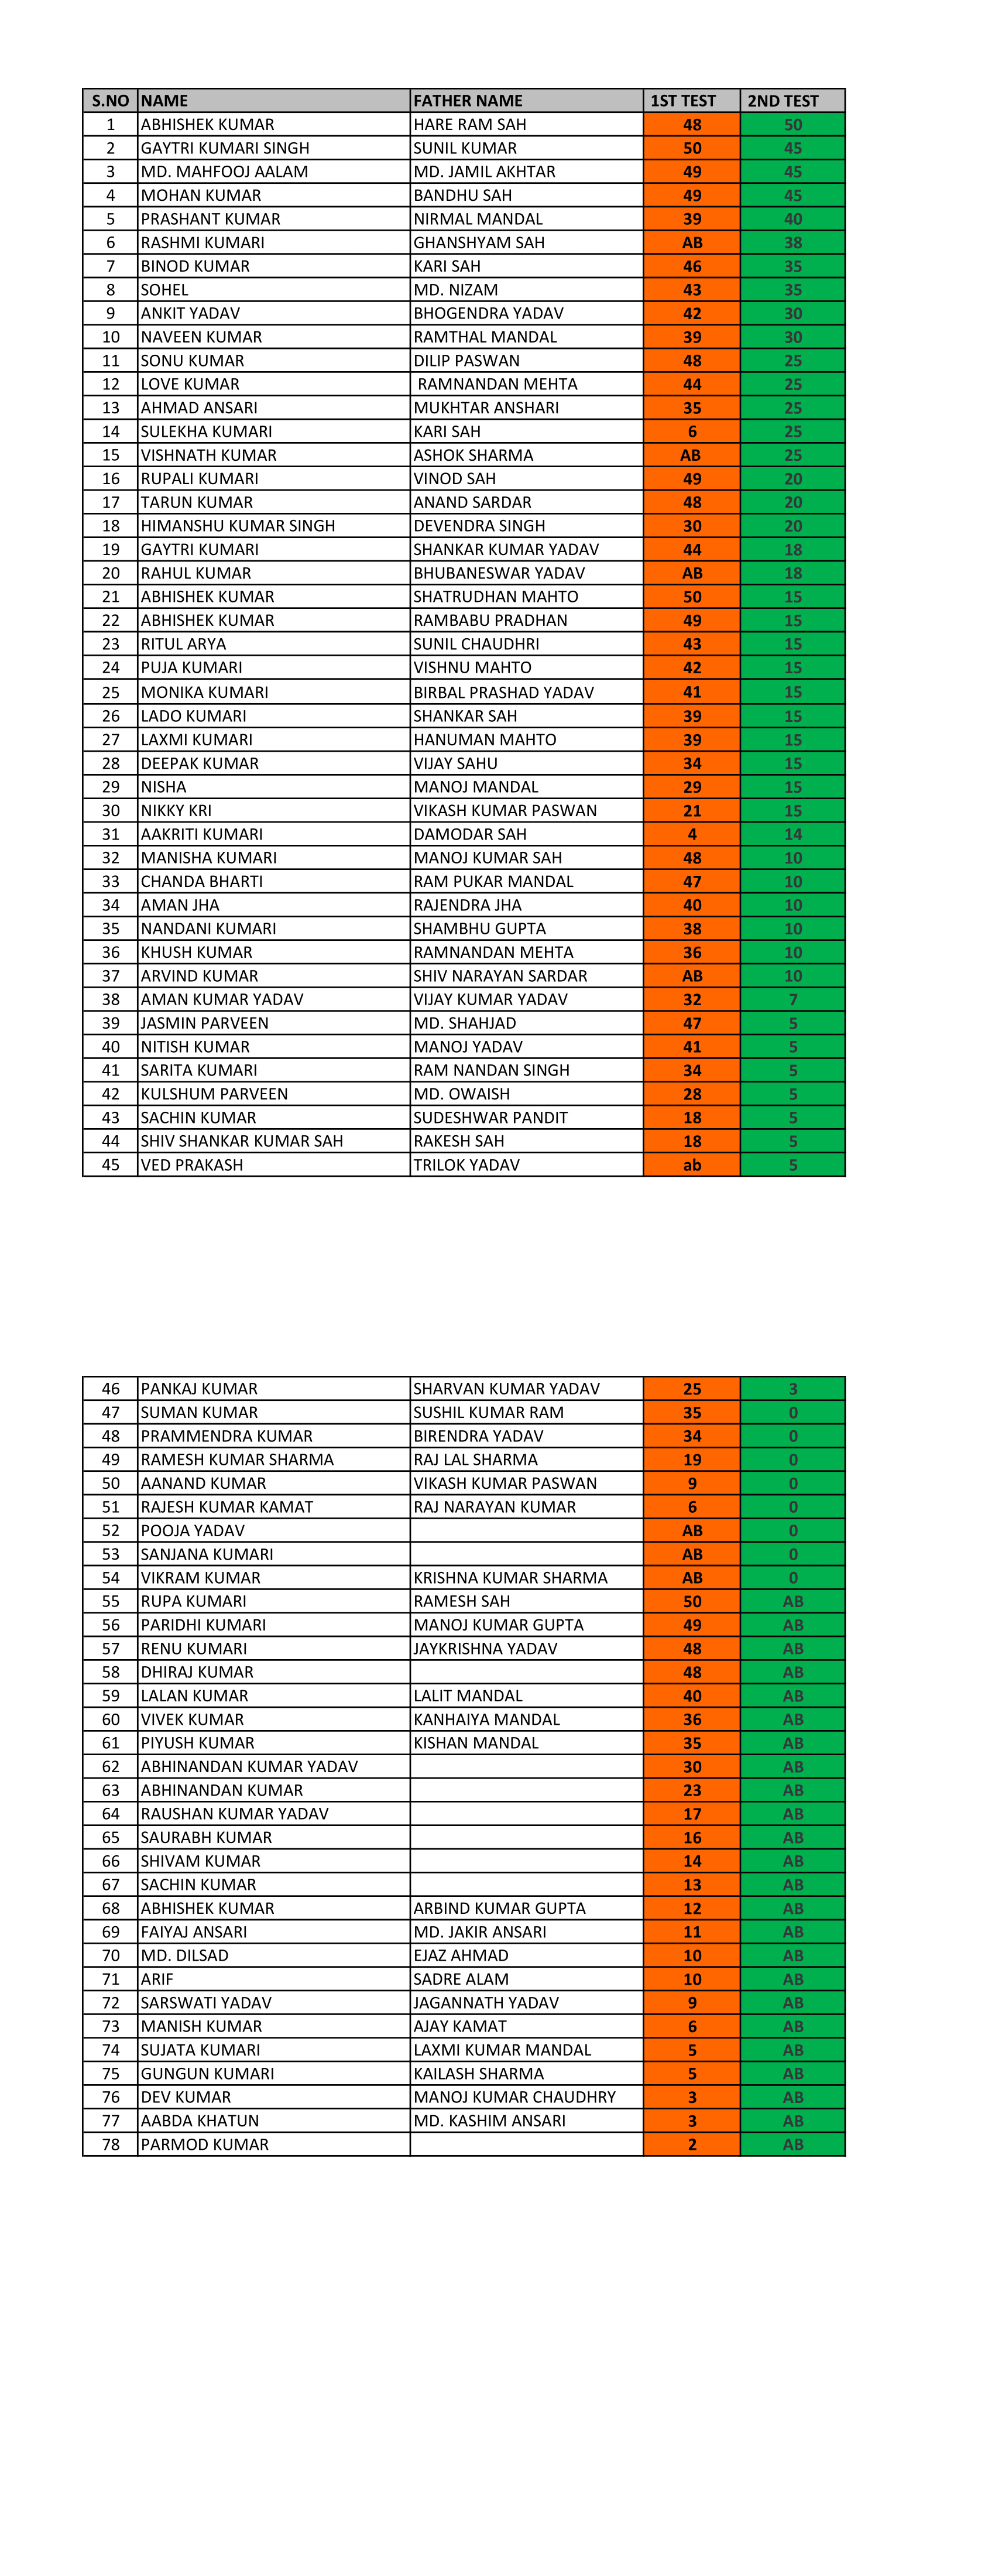 S.NO NAME FATHER NAME 1ST TEST 2ND TEST
1 ABHISHEK KUMAR HARE RAM SAH 48 50
2 GAYTRI KUMARI SINGH SUNIL KUMAR 50 45
3 MD. MAHFOOJ AALAM MD. JAMIL AKHTAR 49 45
4 MOHAN KUMAR BANDHU SAH 49 45
5 PRASHANT KUMAR NIRMAL MANDAL 39 40
6 RASHMI KUMARI GHANSHYAM SAH AB 38
7 BINOD KUMAR KARI SAH 46 35
8 SOHEL MD. NIZAM 43 35
9 ANKIT YADAV BHOGENDRA YADAV 42 30
10 NAVEEN KUMAR RAMTHAL MANDAL 39 30
11 SONU KUMAR DILIP PASWAN 48 25
12 LOVE KUMAR RAMNANDAN MEHTA 44 25
13 AHMAD ANSARI MUKHTAR ANSHARI 35 25
14 SULEKHA KUMARI KARI SAH 6 25
15 VISHNATH KUMAR ASHOK SHARMA AB 25
16 RUPALI KUMARI VINOD SAH 49 20
17 TARUN KUMAR ANAND SARDAR 48 20
18 HIMANSHU KUMAR SINGH DEVENDRA SINGH 30 20
19 GAYTRI KUMARI SHANKAR KUMAR YADAV 44 18
20 RAHUL KUMAR BHUBANESWAR YADAV AB 18
21 ABHISHEK KUMAR SHATRUDHAN MAHTO 50 15
22 ABHISHEK KUMAR RAMBABU PRADHAN 49 15
23 RITUL ARYA SUNIL CHAUDHRI 43 15
24 PUJA KUMARI VISHNU MAHTO 42 15
25 MONIKA KUMARI BIRBAL PRASHAD YADAV 41 15
26 LADO KUMARI SHANKAR SAH 39 15
27 LAXMI KUMARI HANUMAN MAHTO 39 15
28 DEEPAK KUMAR VIJAY SAHU 34 15
29 NISHA MANOJ MANDAL 29 15
30 NIKKY KRI VIKASH KUMAR PASWAN 21 15
31 AAKRITI KUMARI DAMODAR SAH 4 14
32 MANISHA KUMARI MANOJ KUMAR SAH 48 10
33 CHANDA BHARTI RAM PUKAR MANDAL 47 10
34 AMAN JHA RAJENDRA JHA 40 10
35 NANDANI KUMARI SHAMBHU GUPTA 38 10
36 KHUSH KUMAR RAMNANDAN MEHTA 36 10
37 ARVIND KUMAR SHIV NARAYAN SARDAR AB 10
38 AMAN KUMAR YADAV VIJAY KUMAR YADAV 32 7
39 JASMIN PARVEEN MD. SHAHJAD 47 5
40 NITISH KUMAR MANOJ YADAV 41 5
41 SARITA KUMARI RAM NANDAN SINGH 34 5
42 KULSHUM PARVEEN MD. OWAISH 28 5
43 SACHIN KUMAR SUDESHWAR PANDIT 18 5
44 SHIV SHANKAR KUMAR SAH RAKESH SAH 18 5
45 VED PRAKASH TRILOK YADAV ab 5
46 PANKAJ KUMAR SHARVAN KUMAR YADAV 25 3
47 SUMAN KUMAR SUSHIL KUMAR RAM 35 0
48 PRAMMENDRA KUMAR BIRENDRA YADAV 34 0
49 RAMESH KUMAR SHARMA RAJ LAL SHARMA 19 0
50 AANAND KUMAR VIKASH KUMAR PASWAN 9 0
51 RAJESH KUMAR KAMAT RAJ NARAYAN KUMAR 6 0
52 POOJA YADAV AB 0
53 SANJANA KUMARI AB 0
54 VIKRAM KUMAR KRISHNA KUMAR SHARMA AB 0
55 RUPA KUMARI RAMESH SAH 50 AB
56 PARIDHI KUMARI MANOJ KUMAR GUPTA 49 AB
57 RENU KUMARI JAYKRISHNA YADAV 48 AB
58 DHIRAJ KUMAR 48 AB
59 LALAN KUMAR LALIT MANDAL 40 AB
60 VIVEK KUMAR KANHAIYA MANDAL 36 AB
61 PIYUSH KUMAR KISHAN MANDAL 35 AB
62 ABHINANDAN KUMAR YADAV 30 AB
63 ABHINANDAN KUMAR 23 AB
64 RAUSHAN KUMAR YADAV 17 AB
65 SAURABH KUMAR 16 AB
66 SHIVAM KUMAR 14 AB
67 SACHIN KUMAR 13 AB
68 ABHISHEK KUMAR ARBIND KUMAR GUPTA 12 AB
69 FAIYAJ ANSARI MD. JAKIR ANSARI 11 AB
70 MD. DILSAD EJAZ AHMAD 10 AB
71 ARIF SADRE ALAM 10 AB
72 SARSWATI YADAV JAGANNATH YADAV 9 AB
73 MANISH KUMAR AJAY KAMAT 6 AB
74 SUJATA KUMARI LAXMI KUMAR MANDAL 5 AB
75 GUNGUN KUMARI KAILASH SHARMA 5 AB
76 DEV KUMAR MANOJ KUMAR CHAUDHRY 3 AB
77 AABDA KHATUN MD. KASHIM ANSARI 3 AB
78 PARMOD KUMAR 2 AB